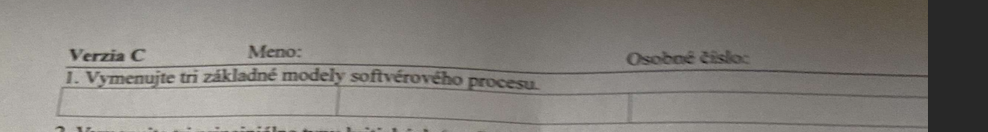 Verzia C Meno: Osobné číslo:
1. Vymenujte tri základné modely softvérového procesu.